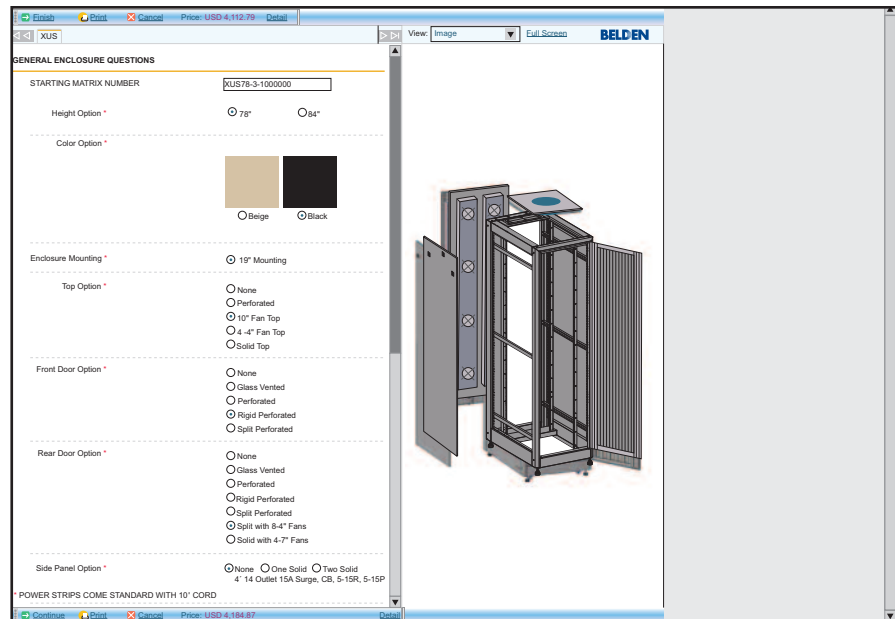 Finish Print Cancel Price: USD 4,112.79 Detail
XUS View: Image Full Screen BELDEN
GENERAL ENCLOSURE QUESTIONS
STARTING MATRIX NUMBER XUS78-3-1000000
Height Option * 78" 84"
Color Option *
Beige Black
Enclosure Mounting * 19" Mounting
Top Option *
None
Perforated
10" Fan Top
4 -4" Fan Top
Solid Top
Front Door Option *
None
Glass Vented
Perforated
Rigid Perforated
Split Perforated
Rear Door Option *
None
Glass Vented
Perforated
Rigid Perforated
Split Perforated
Split with 8-4" Fans
Solid with 4-7" Fans
Side Panel Option * None One Solid Two Solid
4' 14 Outlet 15A Surge, CB, 5-15R, 5-15P
* POWER STRIPS COME STANDARD WITH 10' CORD
Continue Print Cancel Price: USD 4,184.87 Detail